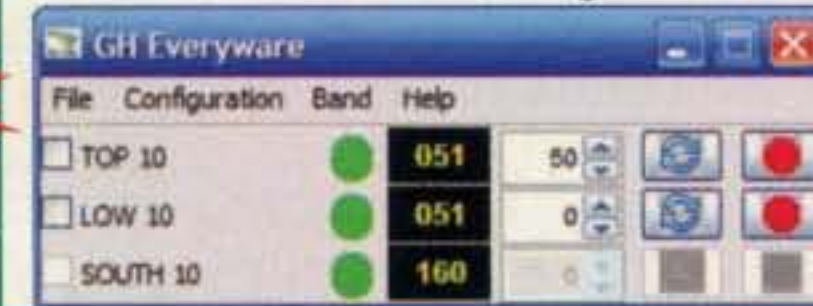 GH Everyware
File Configuration Band Help
TOP 10 051 50
LOW 10 051 0
SOUTH 10 160 0